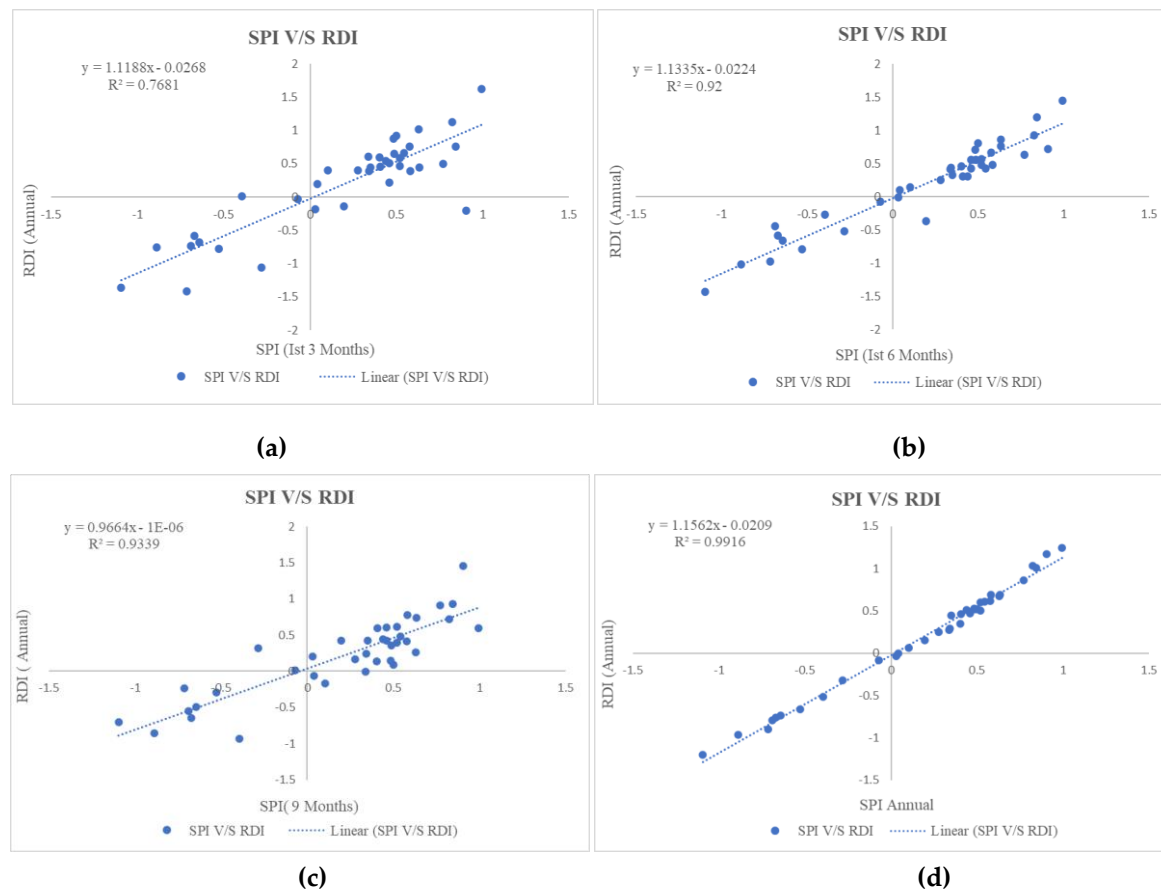 SPI V/S RDI
y = 1.1188x - 0.0268
R² = 0.7681
2
1.5
1
0.5
0
-0.5
-1
-1.5
-2
-1.5 -1 -0.5 0 0.5 1 1.5
RDI (Annual)
SPI (Ist 3 Months)
SPI V/S RDI Linear (SPI V/S RDI)
(a)
SPI V/S RDI
y = 1.1335x - 0.0224
R² = 0.92
2
1.5
1
0.5
0
-0.5
-1
-1.5
-2
-1.5 -1 -0.5 0 0.5 1 1.5
RDI (Annual)
SPI (Ist 6 Months)
SPI V/S RDI Linear (SPI V/S RDI)
(b)
SPI V/S RDI
y = 0.9664x - 1E-06
R² = 0.9339
2
1.5
1
0.5
0
-0.5
-1
-1.5
-1.5 -1 -0.5 0 0.5 1 1.5
RDI ( Annual)
SPI( 9 Months)
SPI V/S RDI Linear (SPI V/S RDI)
(c)
SPI V/S RDI
y = 1.1562x - 0.0209
R² = 0.9916
1.5
1
0.5
0
-0.5
-1
-1.5
-1.5 -1 -0.5 0 0.5 1 1.5
RDI (Annual)
SPI Annual
SPI V/S RDI Linear (SPI V/S RDI)
(d)